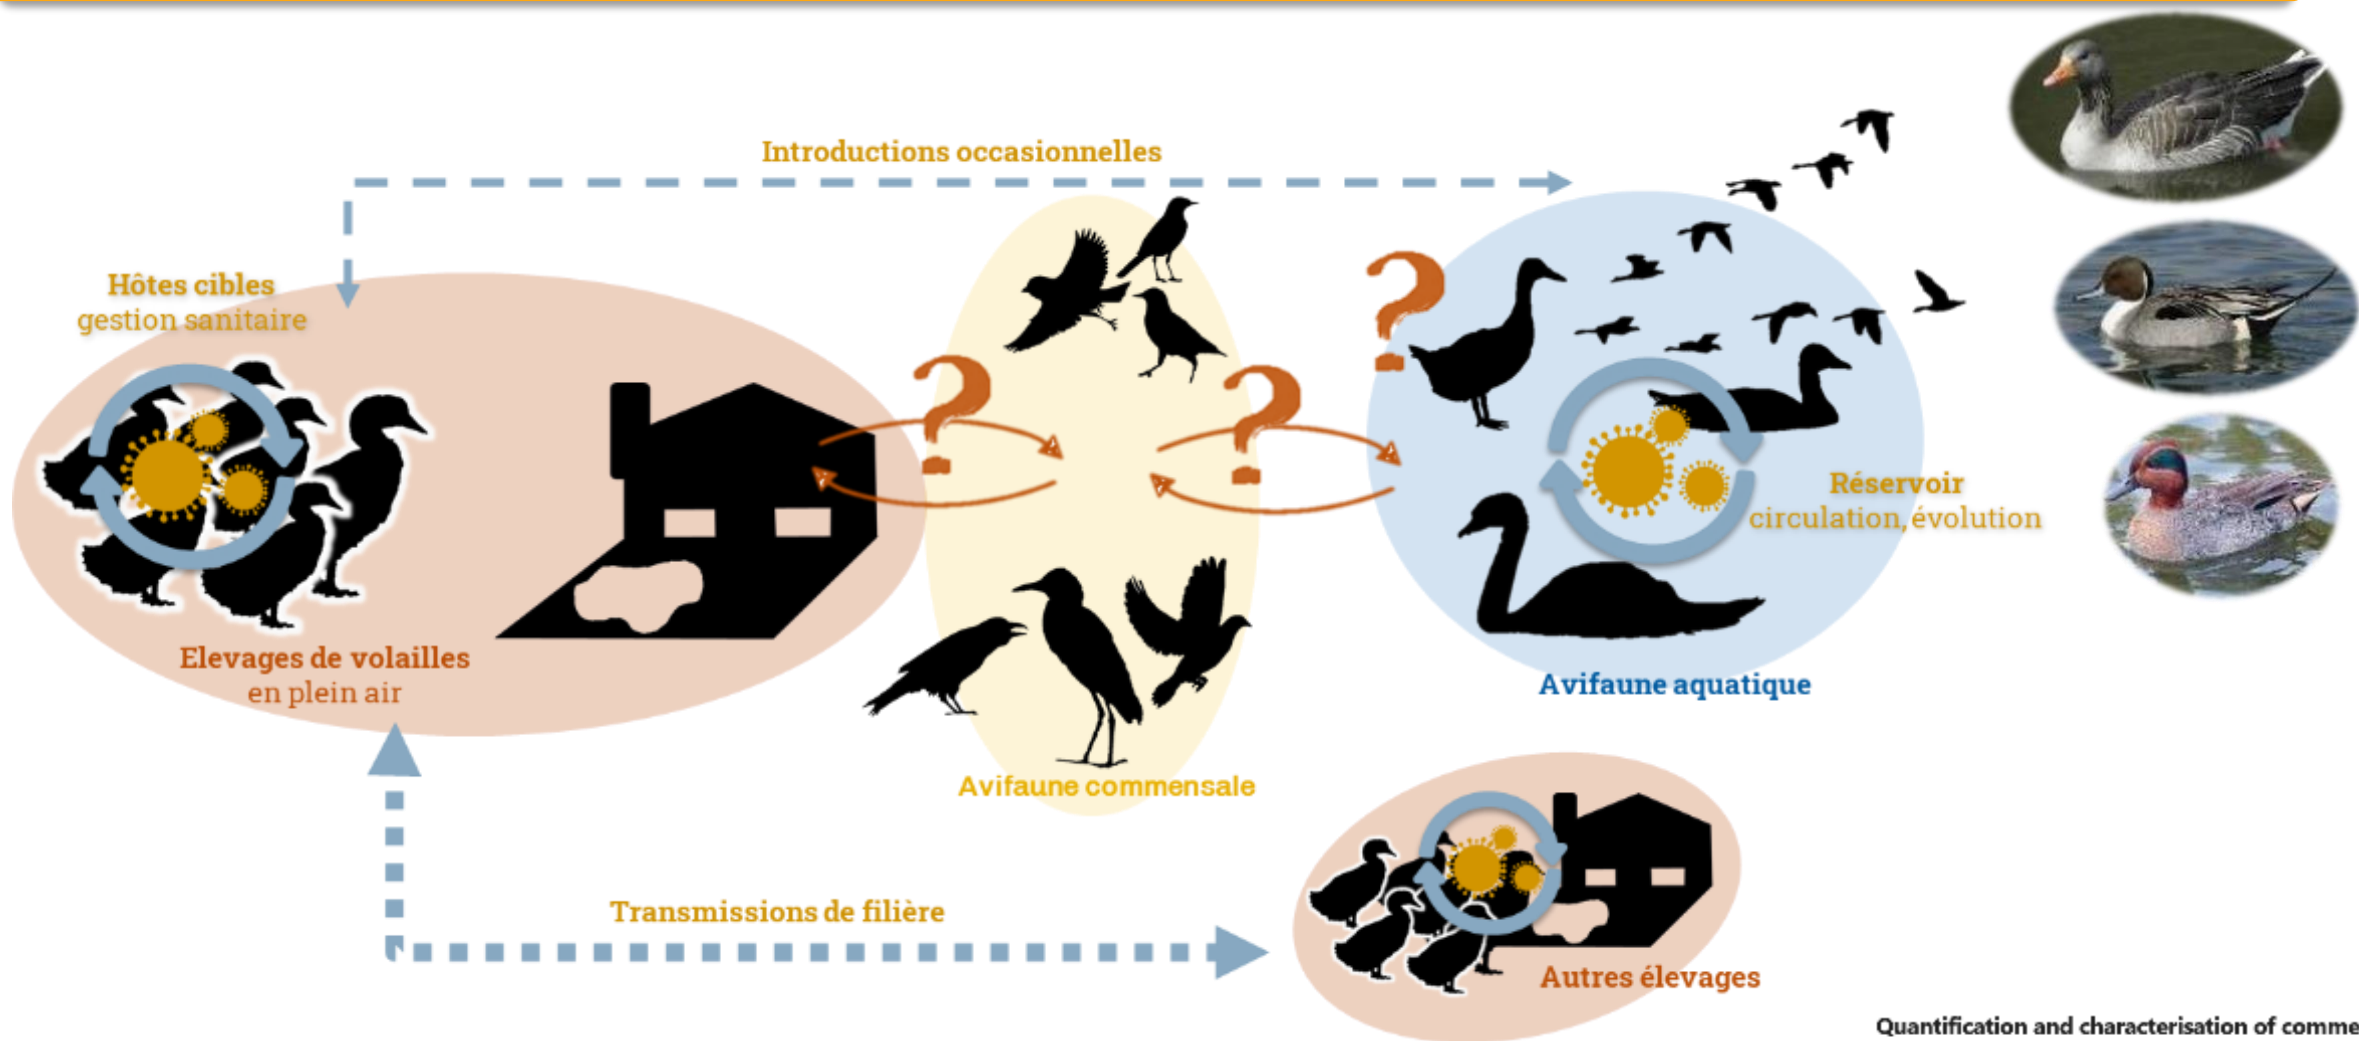 Introductions occasionnelles
Hôtes cibles
gestion sanitaire
?
?
?
Réservoir
circulation, évolution
Elevages de volailles
en plein air
Avifaune aquatique
Avifaune commensale
Transmissions de filière
Autres élevages
Quantification and characterisation of comme